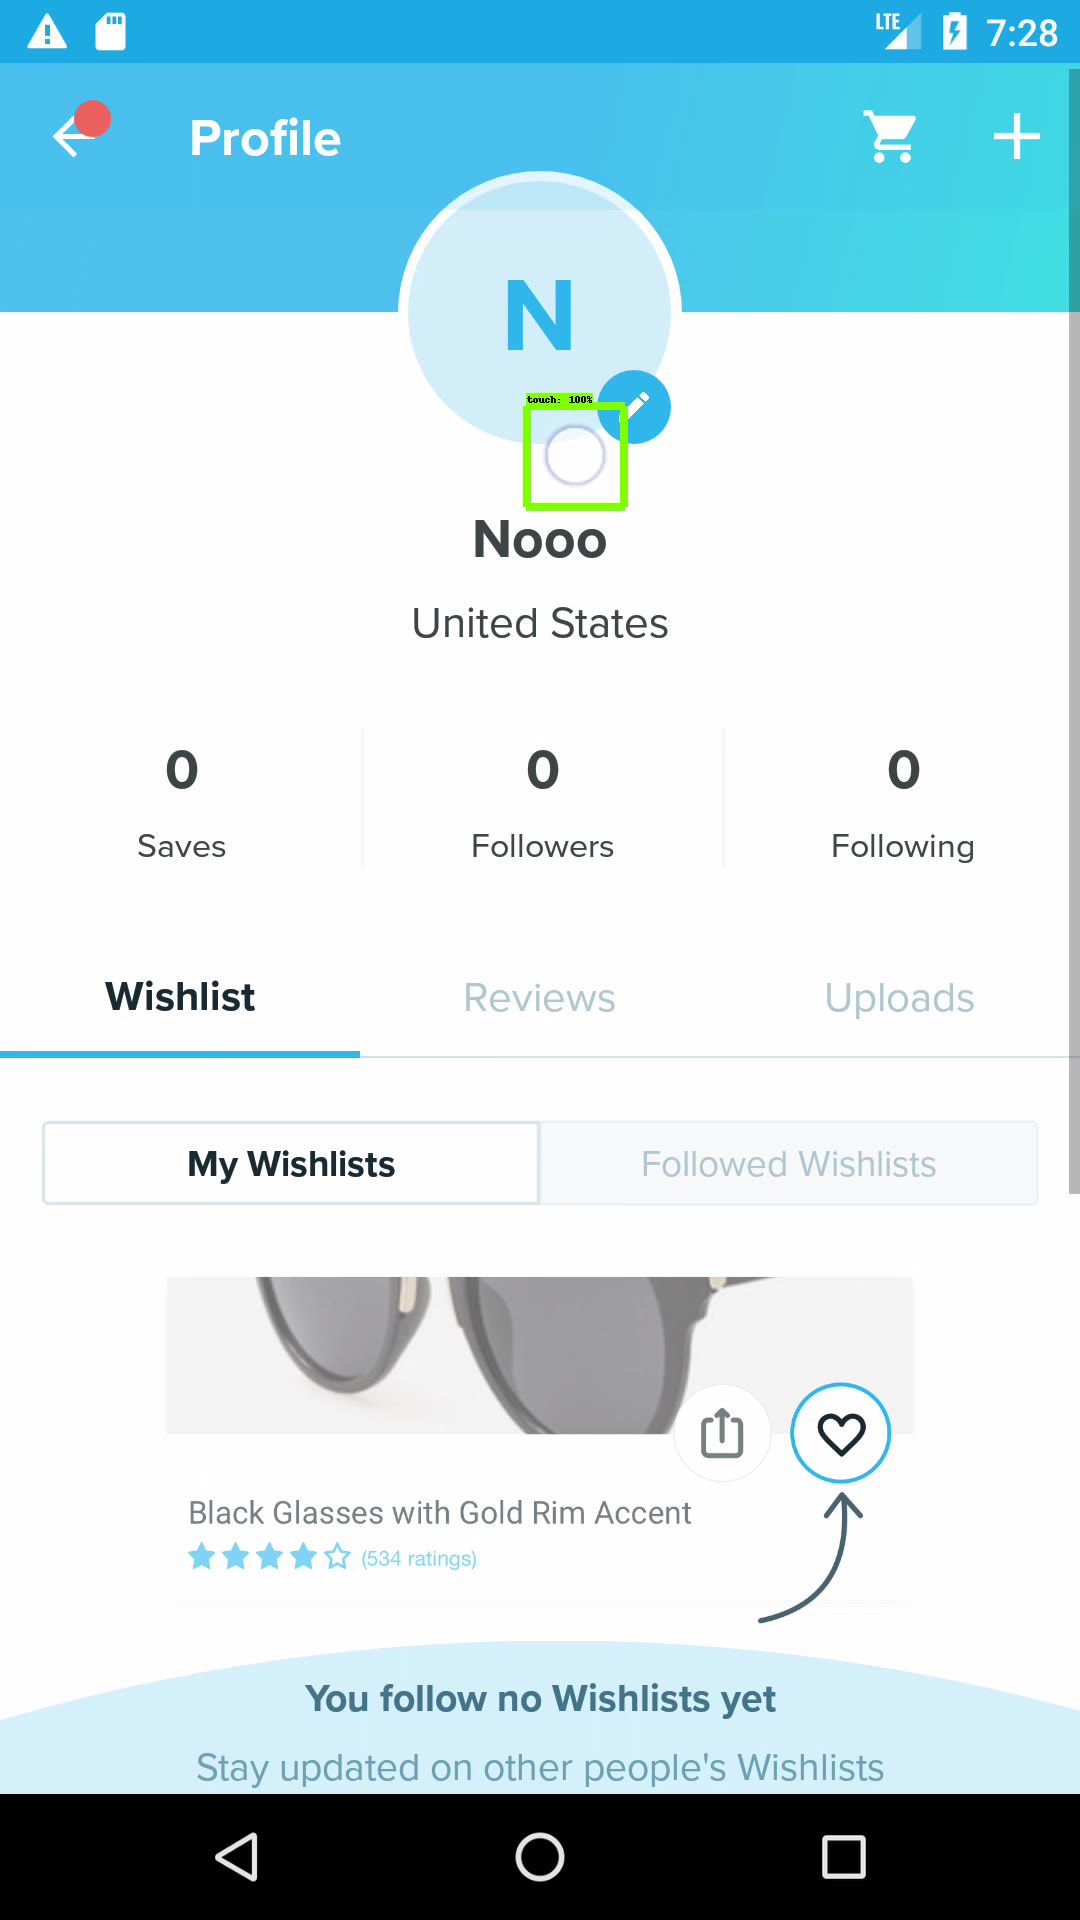 LTE 7:28
Profile
N
touch: 100%
Nooo
United States
0 0 0
Saves Followers Following
Wishlist Reviews Uploads
My Wishlists Followed Wishlists
Black Glasses with Gold Rim Accent
(534 ratings)
You follow no Wishlists yet
Stay updated on other people's Wishlists